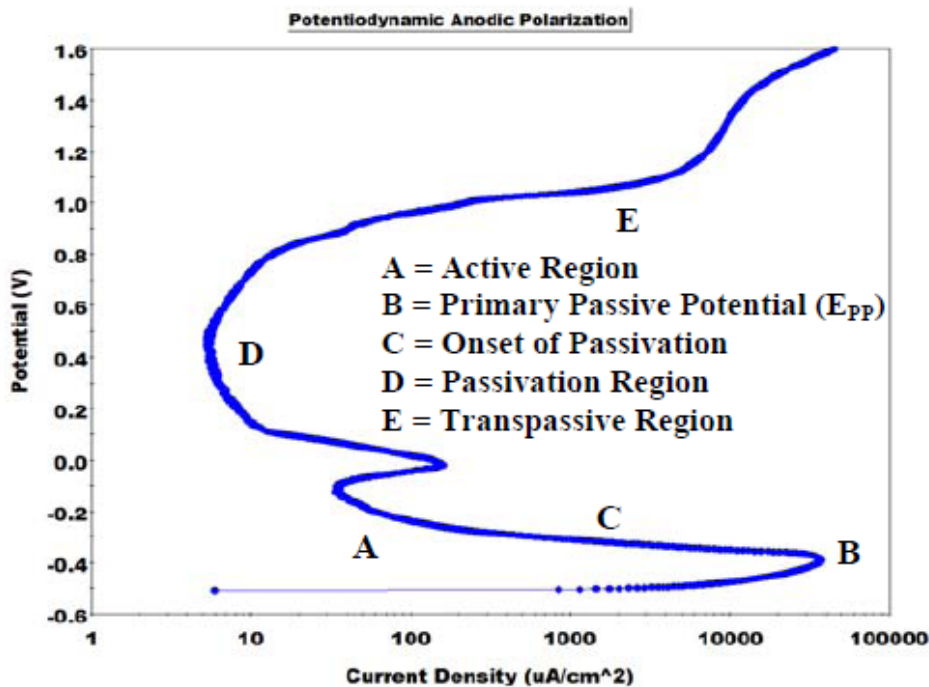 Potentiodynamic Anodic Polarization
1.6
1.4
1.2
1.0
0.8
0.6
0.4
0.2
0.0
-0.2
-0.4
-0.6
Potential (V)
E
A = Active Region
B = Primary Passive Potential (EPP)
C = Onset of Passivation
D
D = Passivation Region
E = Transpassive Region
C
A
B
1 10 100 1000 10000 100000
Current Density (uA/cm^2)